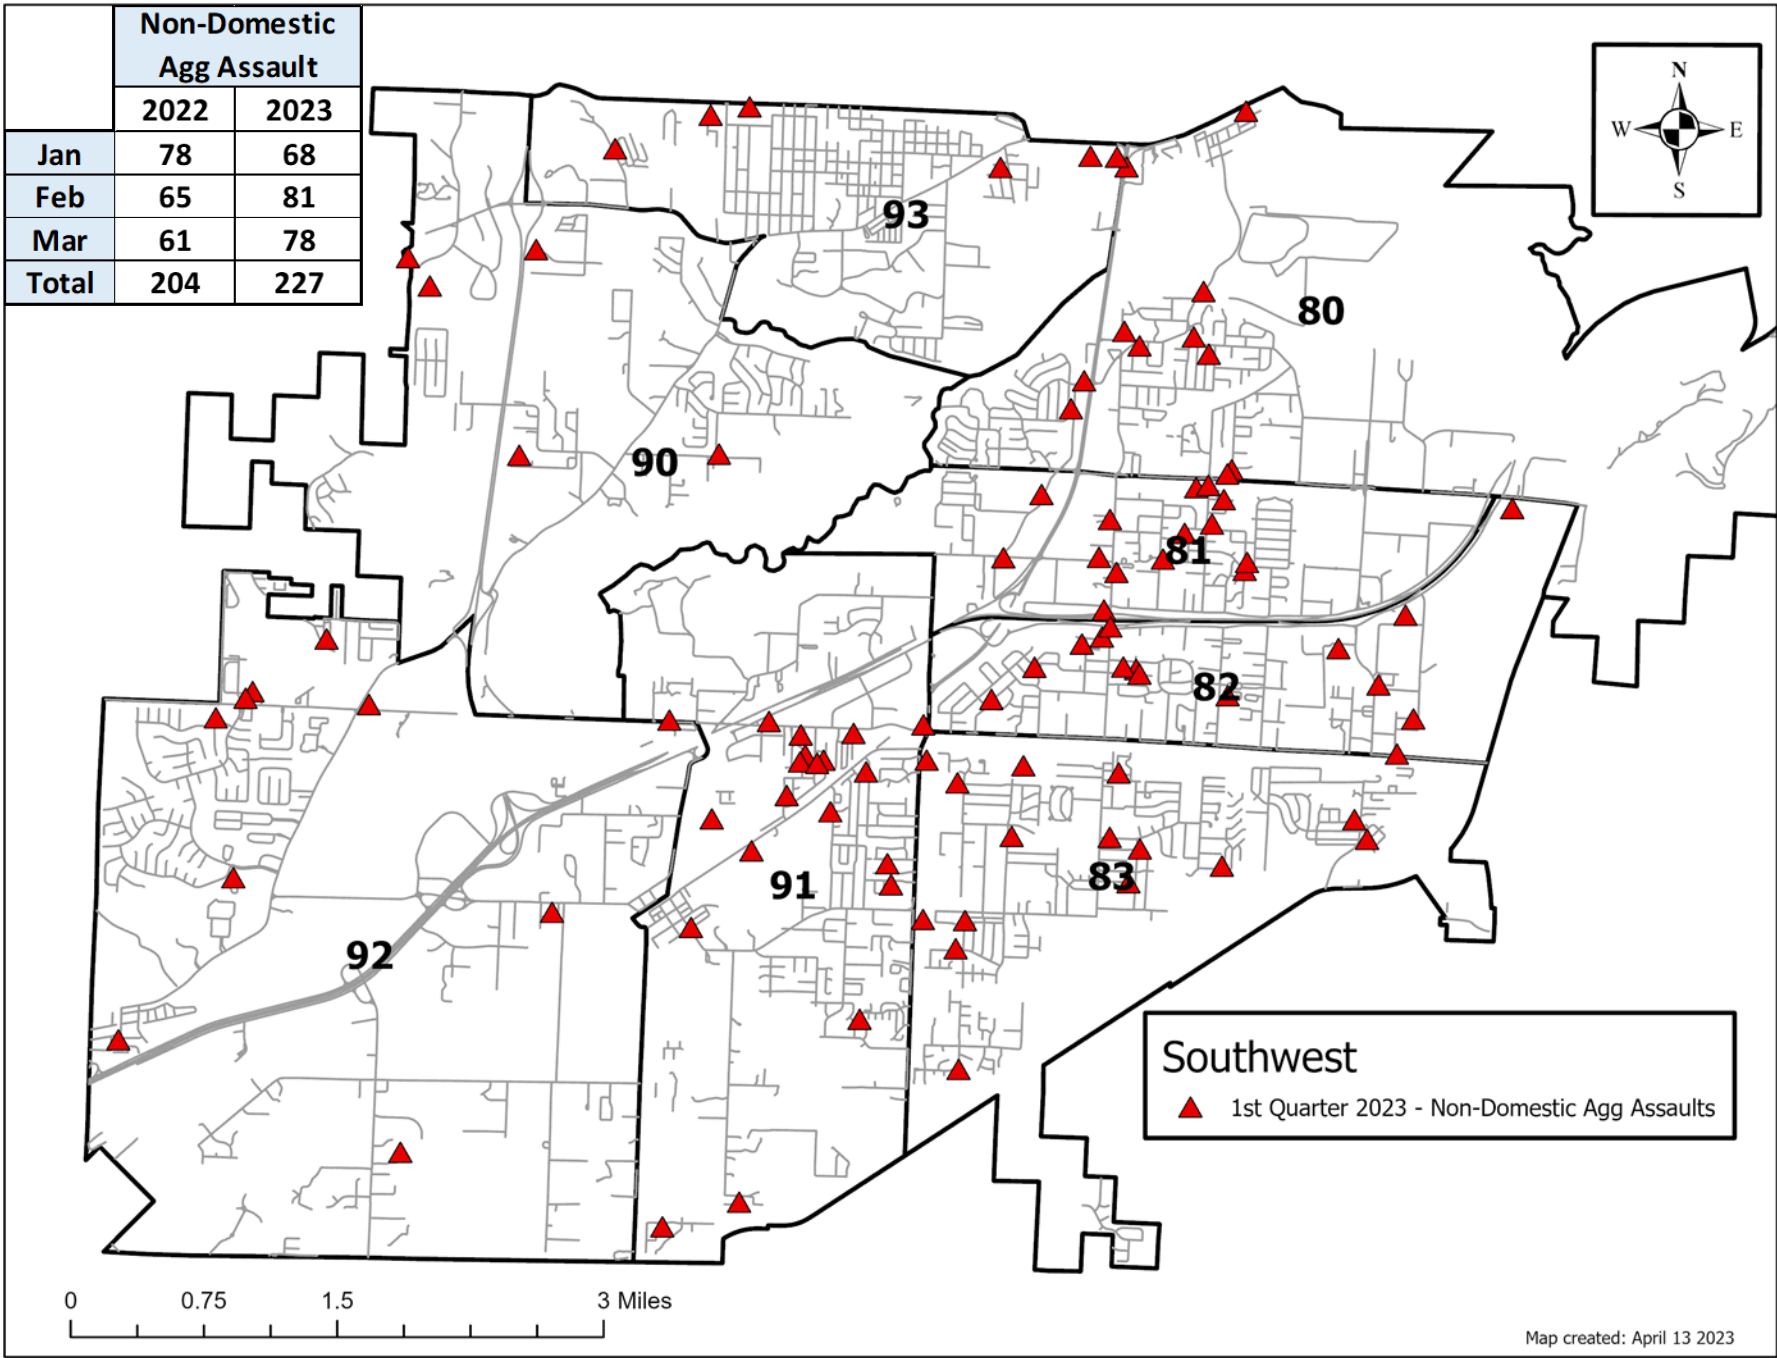 Non-Domestic
Agg Assault
2022 2023
Jan 78 68
Feb 65 81
Mar 61 78
Total 204 227
N
W E
S
93
80
90
81
82
91
83
92
Southwest
1st Quarter 2023 - Non-Domestic Agg Assaults
0 0.75 1.5 3 Miles
Map created: April 13 2023